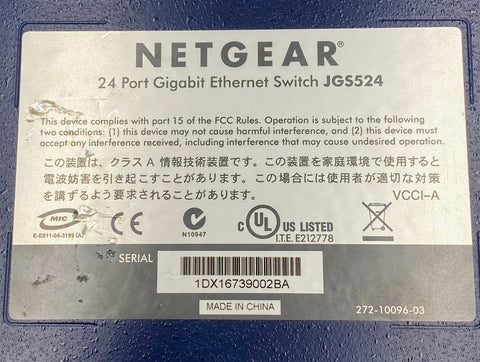 NETGEAR®
24 Port Gigabit Ethernet Switch JGS524
This device complies with part 15 of the FCC Rules. Operation is subject to the following
two conditions: (1) this device may not cause harmful interference, and (2) this device must
accept any interference received, including interference that may cause undesired operation.
この装置は、クラス A 情報技術装置です。この装置を家庭環境で使用すると
電波妨害を引き起こすことがあります。この場合には使用者が適切な対策
を講ずるよう要求されることがあります。
VCCI-A
MIC
E-E011-04-3199 (A)
CE
N10947
c UL US LISTED
I.T.E. E212778
SERIAL
1DX16739002BA
MADE IN CHINA
272-10096-03